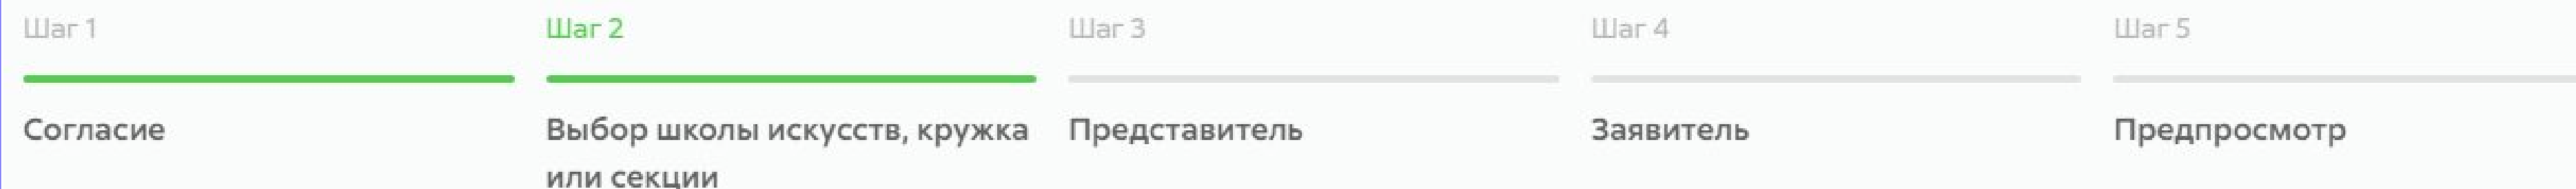 Шаг 1
Шаг 2
Шаг 3
Шаг 4
Шаг 5
Согласие
Выбор школы искусств, кружка
или секции
Представитель
Заявитель
Предпросмотр